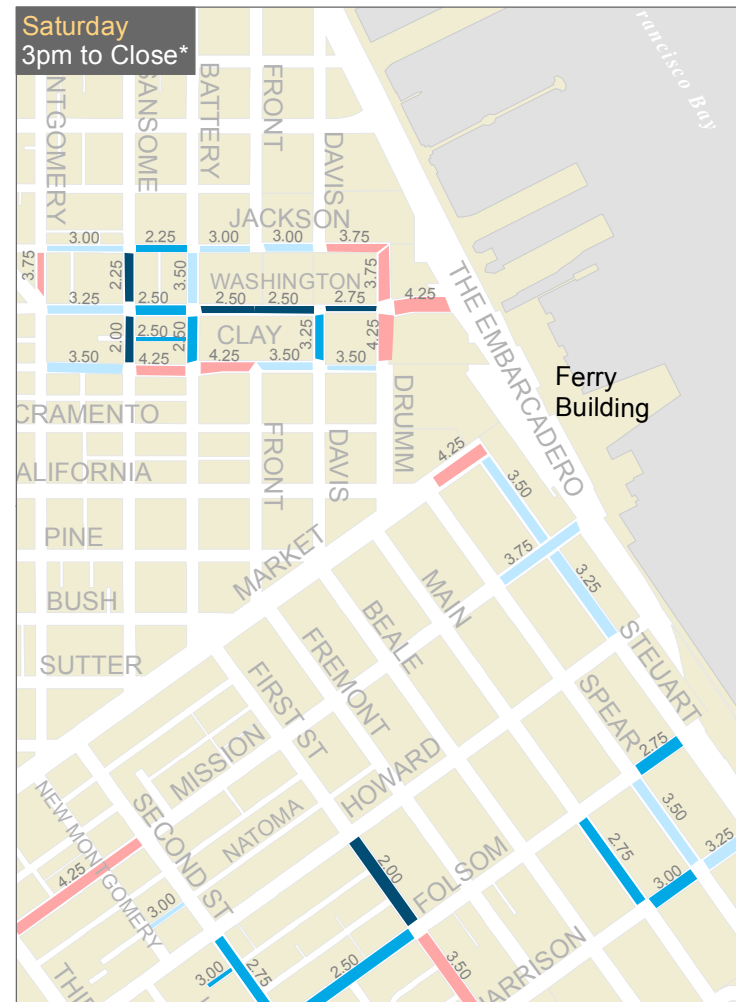 Saturday
3pm to Close*
rancisco Bay
NTGOMERY
SANSOME
BATTERY
FRONT
DAVIS
JACKSON
3.00
2.25
3.00
3.00
3.75
3.75
2.25
3.50
WASHINGTON
3.75
THE EMBARCADERO
3.25
2.50
2.50
2.50
2.75
4.25
2.00
2.50
2.50
CLAY
3.25
4.25
3.50
4.25
4.25
3.50
3.50
Ferry
Building
CRAMENTO
DRUMM
ALIFORNIA
FRONT
DAVIS
4.25
3.50
PINE
MARKET
3.75
BUSH
MAIN
3.25
BEALE
SUTTER
FREMONT
STEUART
FIRST ST
SPEAR
MISSION
2.75
HOWARD
NEW MONTGOMERY
SECOND ST
NATOMA
3.50
3.25
4.25
2.00
FOLSOM
2.75
3.00
3.00
HARRISON
THI
3.00
2.75
2.50
3.50